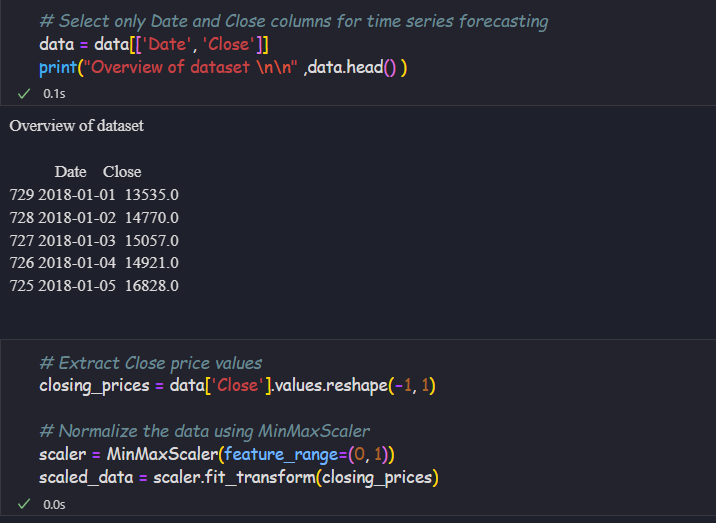 # Select only Date and Close columns for time series forecasting
data = data[['Date', 'Close']]
print("Overview of dataset \n\n" ,data.head() )
✓ 0.1s
Overview of dataset
Date Close
729 2018-01-01 13535.0
728 2018-01-02 14770.0
727 2018-01-03 15057.0
726 2018-01-04 14921.0
725 2018-01-05 16828.0
# Extract Close price values
closing_prices = data['Close'].values.reshape(-1, 1)
# Normalize the data using MinMaxScaler
scaler = MinMaxScaler(feature_range=(0, 1))
scaled_data = scaler.fit_transform(closing_prices)
✓ 0.0s